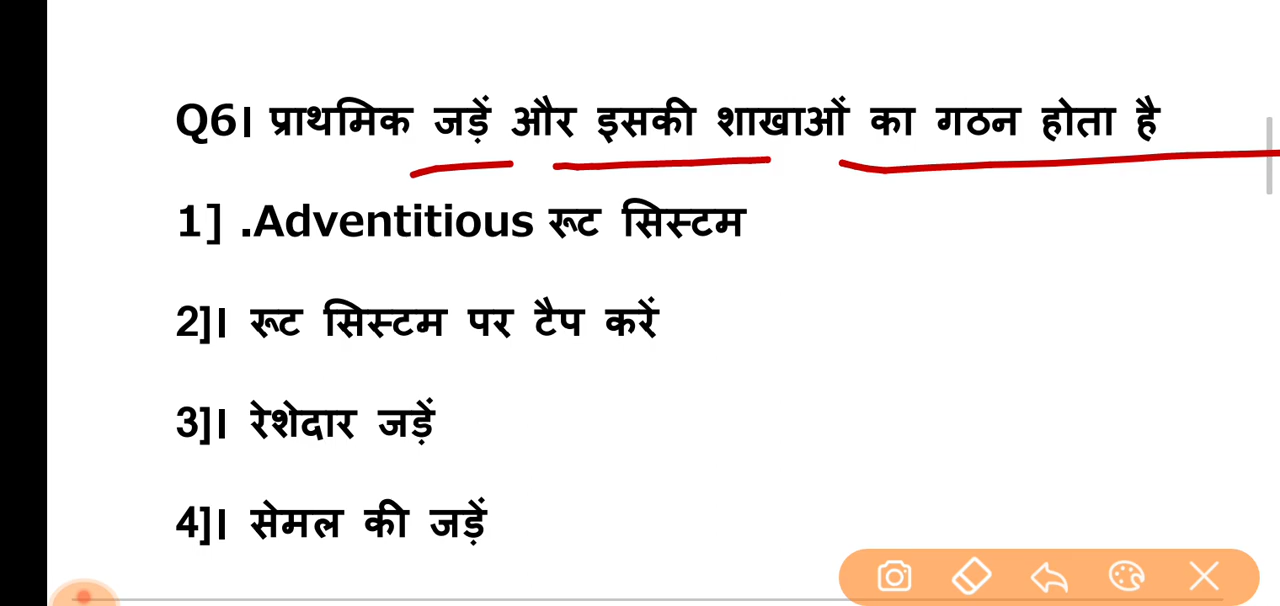 Q6। प्राथमिक जड़ें और इसकी शाखाओं का गठन होता है
1] .Adventitious रूट सिस्टम
2]। रूट सिस्टम पर टैप करें
3]। रेशेदार जड़ें
4]। सेमल की जड़ें